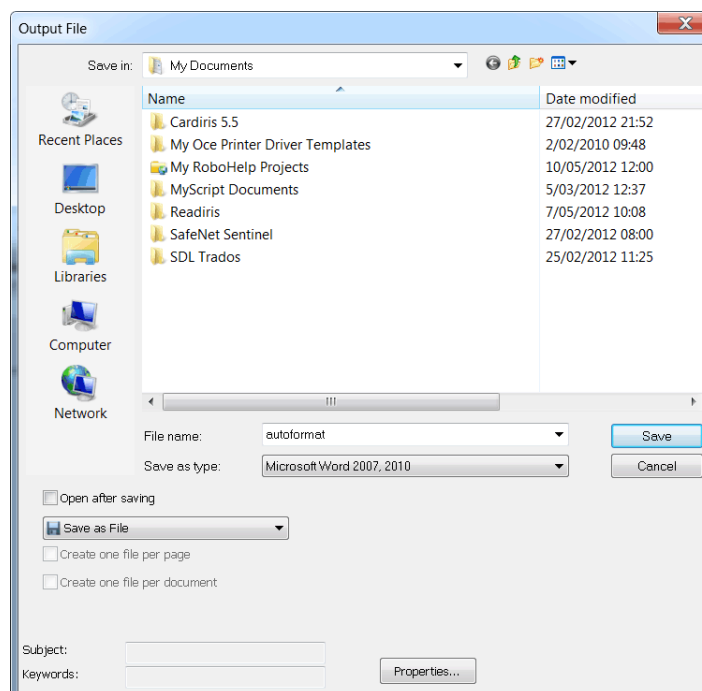 Output File
Save in: My Documents
Recent Places
Desktop
Libraries
Computer
Network
Name Date modified
Cardiris 5.5 27/02/2012 21:52
My Oce Printer Driver Templates 2/02/2010 09:48
My RoboHelp Projects 10/05/2012 12:00
MyScript Documents 5/03/2012 12:37
Readiris 7/05/2012 10:08
SafeNet Sentinel 27/02/2012 08:00
SDL Trados 25/02/2012 11:25
File name: autoformat Save
Save as type: Microsoft Word 2007, 2010 Cancel
Open after saving
Save as File
Create one file per page
Create one file per document
Subject:
Keywords: Properties...